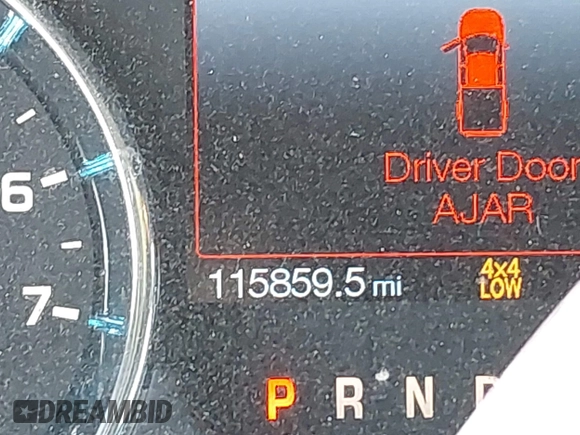 Driver Door
AJAR
6
7
115859.5 mi
4x4
LOW
P R N
DREAMBID